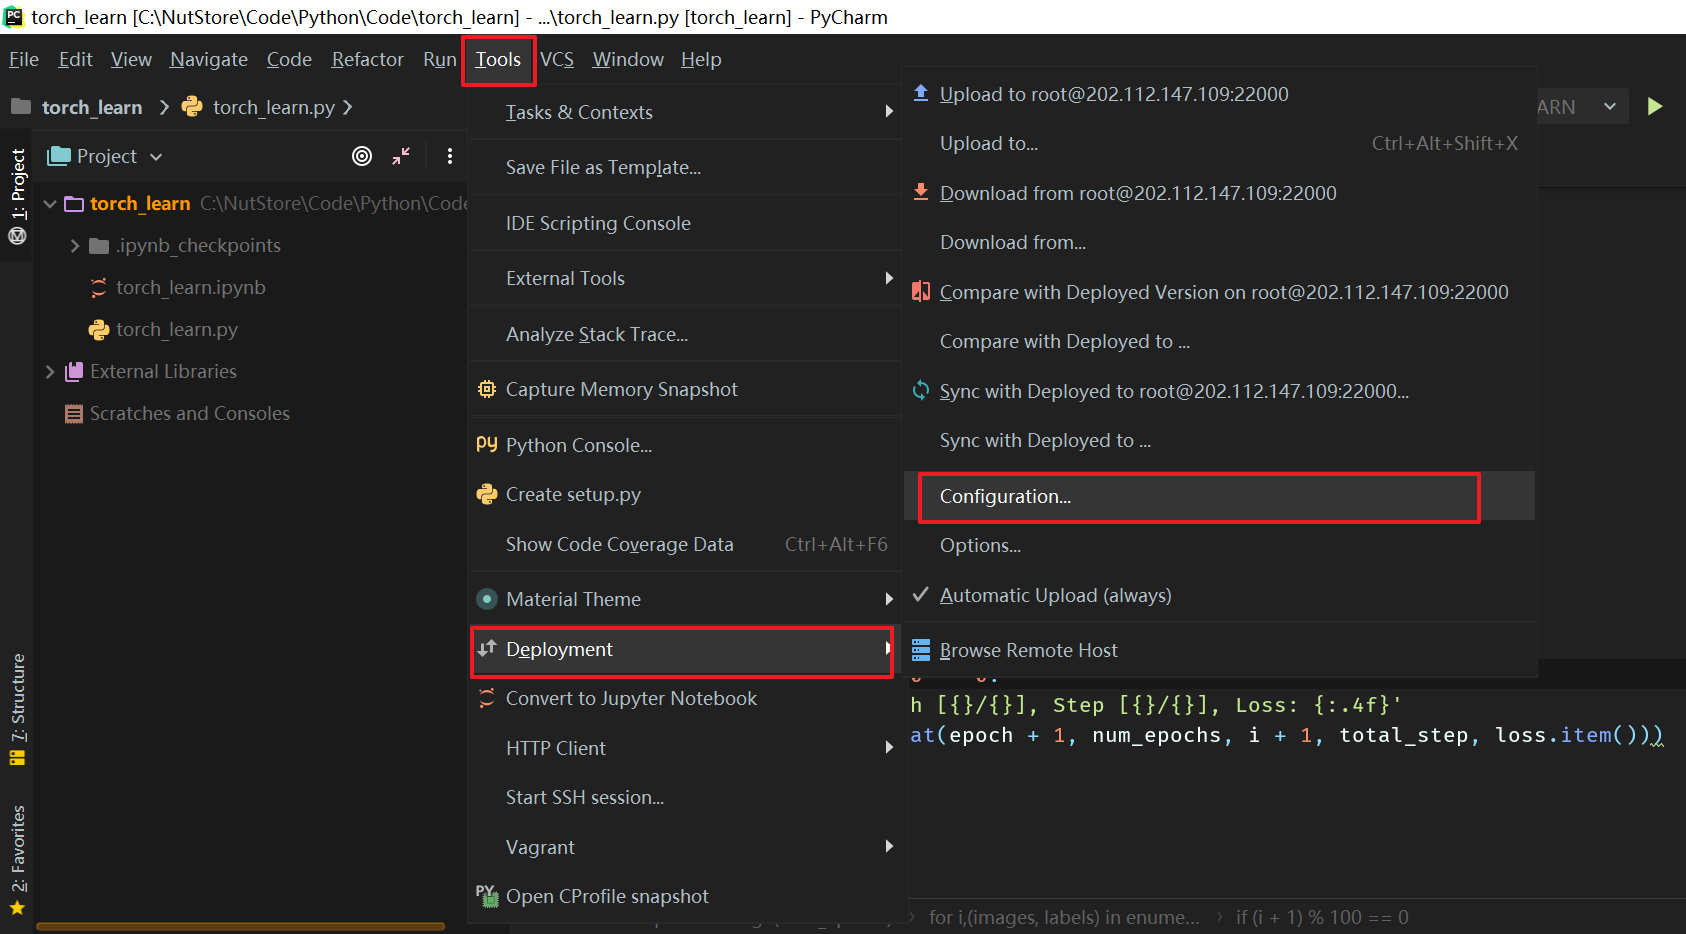 torch_learn [C:\NutStore\Code\Python\Code\torch_learn] - ...\torch_learn.py [torch_learn] - PyCharm
File Edit View Navigate Code Refactor Run Tools VCS Window Help
torch_learn torch_learn.py
ARN
1: Project
Project
torch_learn C:\NutStore\Code\Python\Code
.ipynb_checkpoints
torch_learn.ipynb
torch_learn.py
External Libraries
Scratches and Consoles
7: Structure
2: Favorites
Tasks & Contexts
Save File as Template...
IDE Scripting Console
External Tools
Analyze Stack Trace...
Capture Memory Snapshot
Python Console...
Create setup.py
Show Code Coverage Data Ctrl+Alt+F6
Material Theme
Deployment
Convert to Jupyter Notebook
HTTP Client
Start SSH session...
Vagrant
Open CProfile snapshot
Upload to root@202.112.147.109:22000
Upload to... Ctrl+Alt+Shift+X
Download from root@202.112.147.109:22000
Download from...
Compare with Deployed Version on root@202.112.147.109:22000
Compare with Deployed to ...
Sync with Deployed to root@202.112.147.109:22000...
Sync with Deployed to ...
Configuration...
Options...
Automatic Upload (always)
Browse Remote Host
h [{}/{}], Step [{}/{}], Loss: {:.4f}'
at(epoch + 1, num_epochs, i + 1, total_step, loss.item()))
for i,(images, labels) in enume... if (i + 1) % 100 == 0